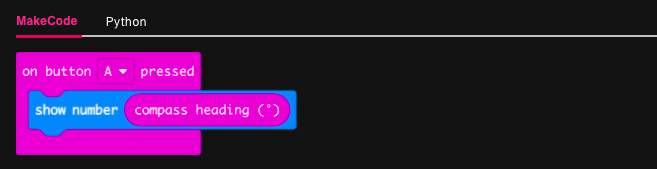 MakeCode Python
on button A pressed
show number compass heading (°)